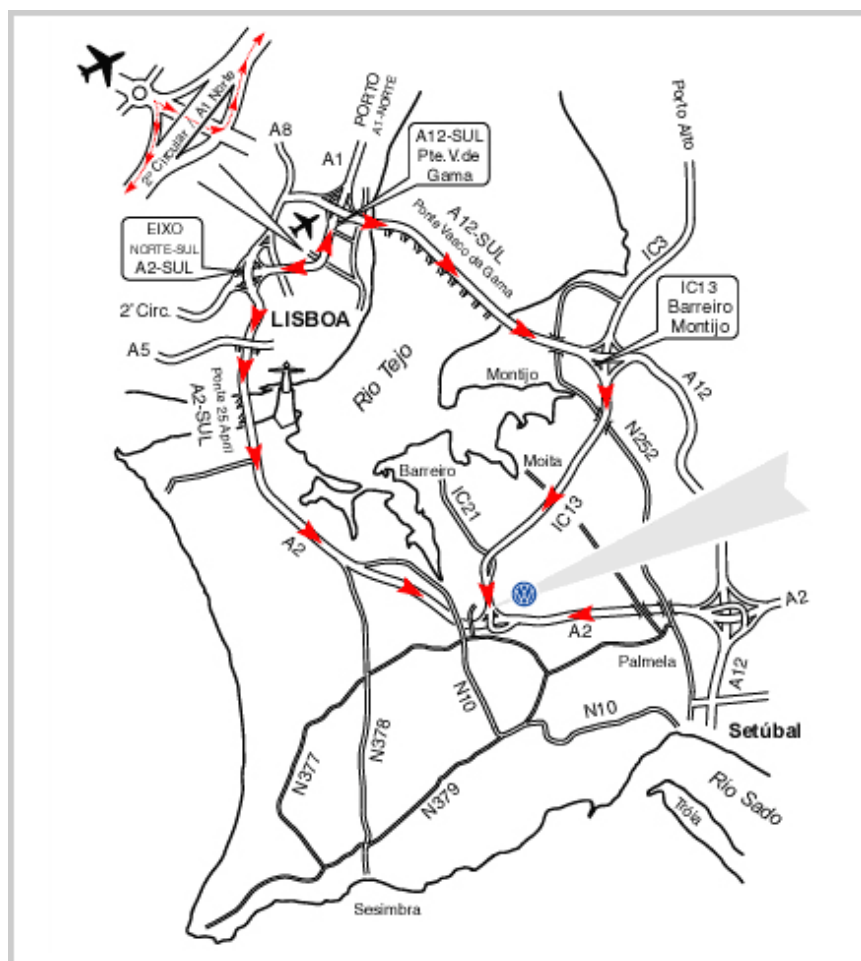 2º Circular
A1 Norte
A8
A1
PORTO
A1-NORTE
A12-SUL
Pte. V. de
Gama
Porto Alto
EIXO
NORTE-SUL
A2-SUL
A12-SUL
Ponte Vasco da Gama
IC3
IC13
Barreiro
Montijo
2ª Circ.
LISBOA
A5
Rio Tejo
Montijo
A12
Ponte 25 April
A2-SUL
N252
Barreiro
Moita
IC21
IC13
A2
A2
A2
Palmela
A12
N10
N10
Setúbal
N377
N378
N379
Rio Sado
Tróia
Sesimbra